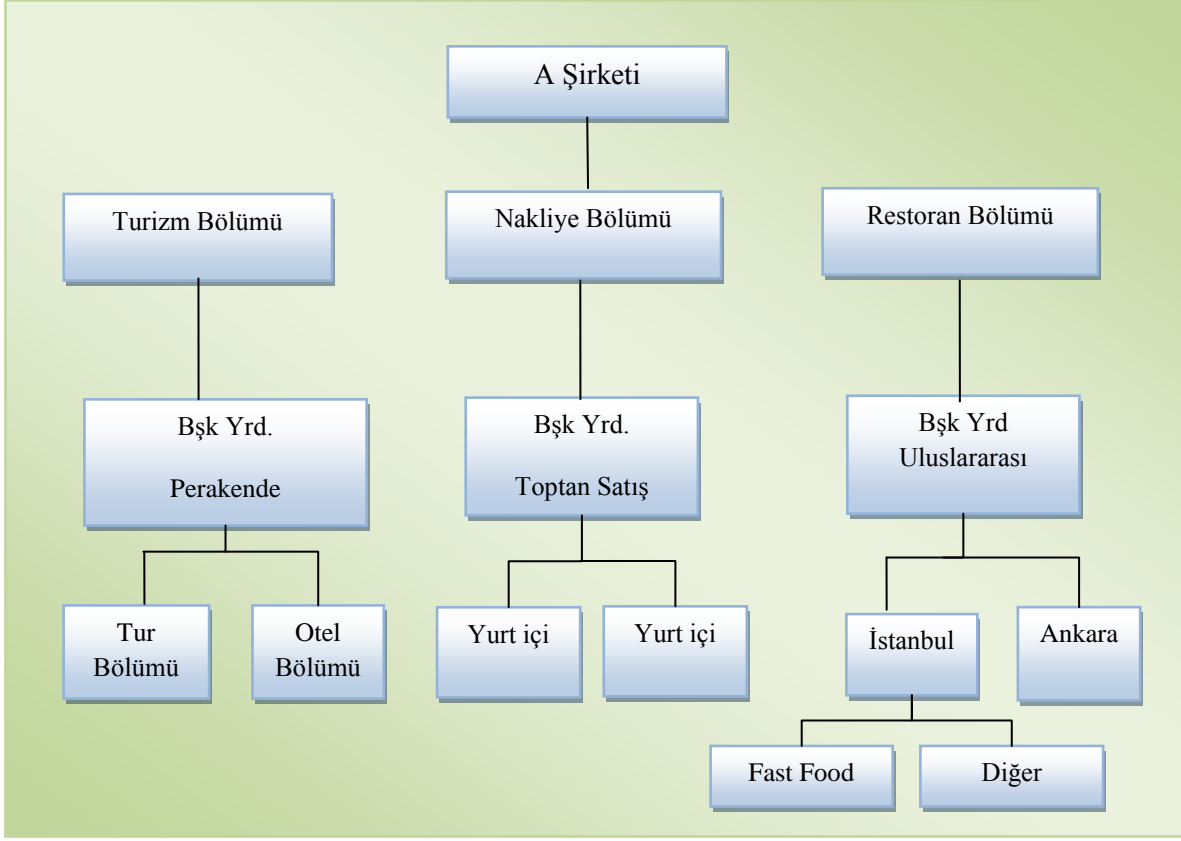 A Şirketi
Turizm Bölümü
Nakliye Bölümü
Restoran Bölümü
Bşk Yrd.
Perakende
Bşk Yrd.
Toptan Satış
Bşk Yrd
Uluslararası
Tur
Bölümü
Otel
Bölümü
Yurt içi
Yurt içi
İstanbul
Ankara
Fast Food
Diğer